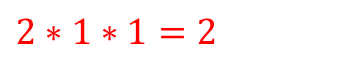 2 ∗ 1 ∗ 1 = 2